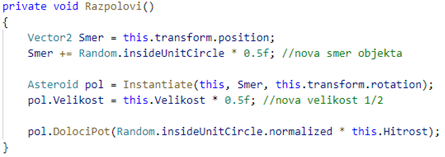 private void Razpolovi()
{
    Vector2 Smer = this.transform.position;
    Smer += Random.insideUnitCircle * 0.5f; //nova smer objekta

    Asteroid pol = Instantiate(this, Smer, this.transform.rotation);
    pol.Velikost = this.Velikost * 0.5f; //nova velikost 1/2

    pol.DolociPot(Random.insideUnitCircle.normalized * this.Hitrost);
}